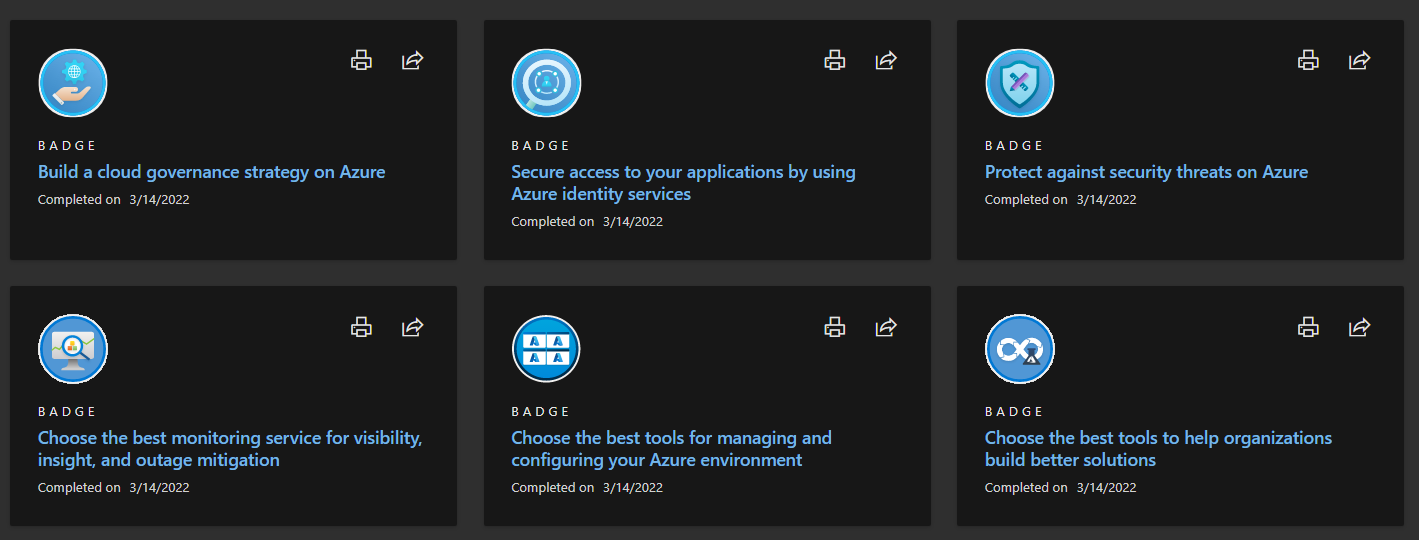 BADGE
Build a cloud governance strategy on Azure
Completed on 3/14/2022
BADGE
Secure access to your applications by using
Azure identity services
Completed on 3/14/2022
BADGE
Protect against security threats on Azure
Completed on 3/14/2022
BADGE
Choose the best monitoring service for visibility,
insight, and outage mitigation
Completed on 3/14/2022
BADGE
Choose the best tools for managing and
configuring your Azure environment
Completed on 3/14/2022
BADGE
Choose the best tools to help organizations
build better solutions
Completed on 3/14/2022